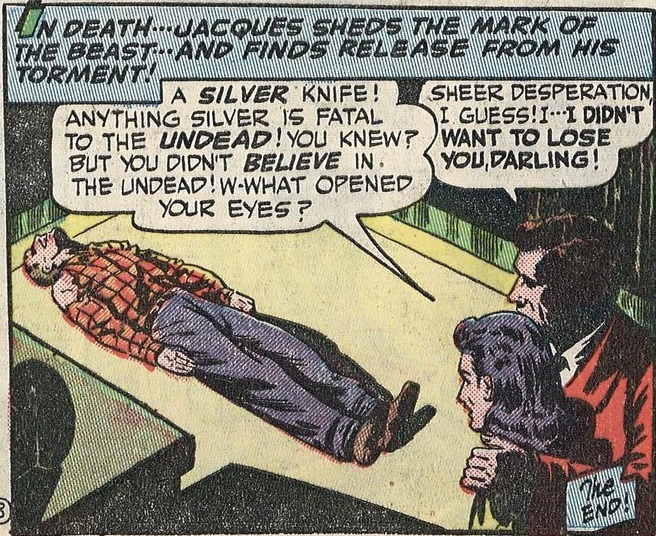 IN DEATH...JACQUES SHEDS THE MARK OF
THE BEAST...AND FINDS RELEASE FROM HIS
TORMENT!
A SILVER KNIFE!
ANYTHING SILVER IS FATAL
TO THE UNDEAD! YOU KNEW?
BUT YOU DIDN'T BELIEVE IN
THE UNDEAD! W-WHAT OPENED
YOUR EYES?
SHEER DESPERATION,
I GUESS! I...I DIDN'T
WANT TO LOSE
YOU, DARLING!
The
END!
8